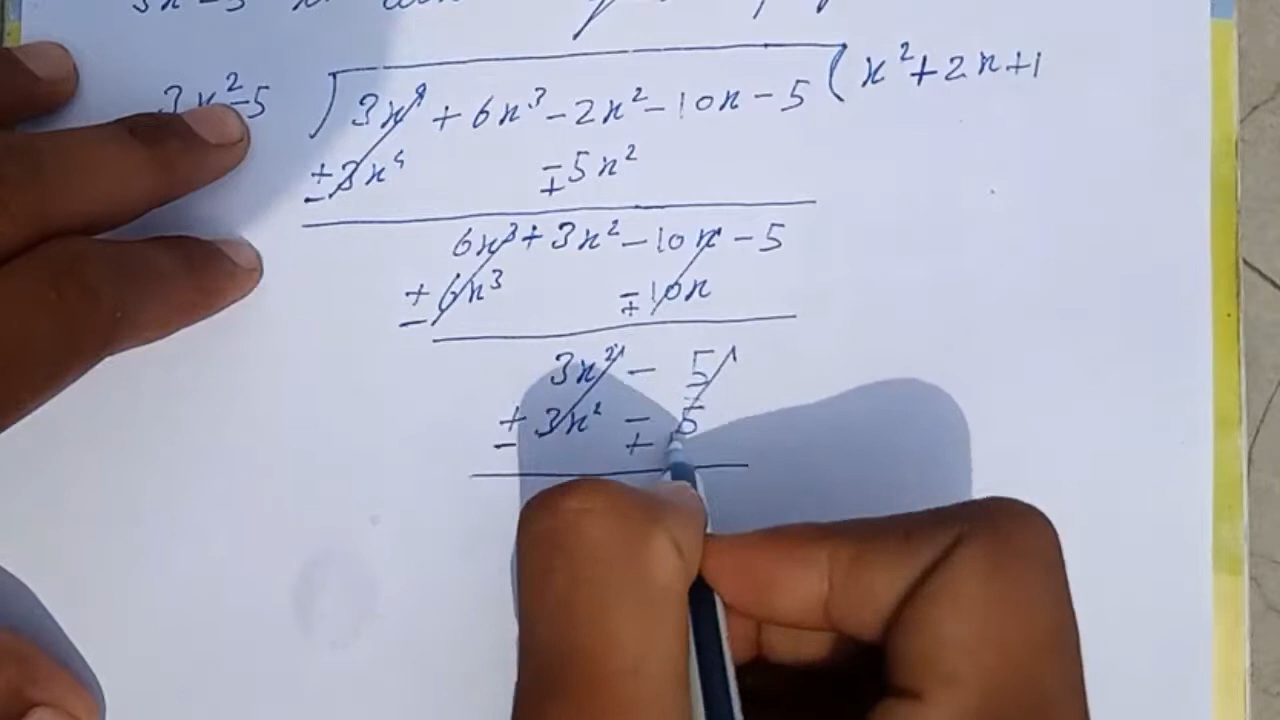 3x²-5 ) 3x⁴ + 6x³ - 2x² - 10x - 5 ( x² + 2x + 1
± 3x⁴ ∓ 5x²
6x³ + 3x² - 10x - 5
± 6x³ ∓ 10x
3x² - 5
± 3x² ∓ 5